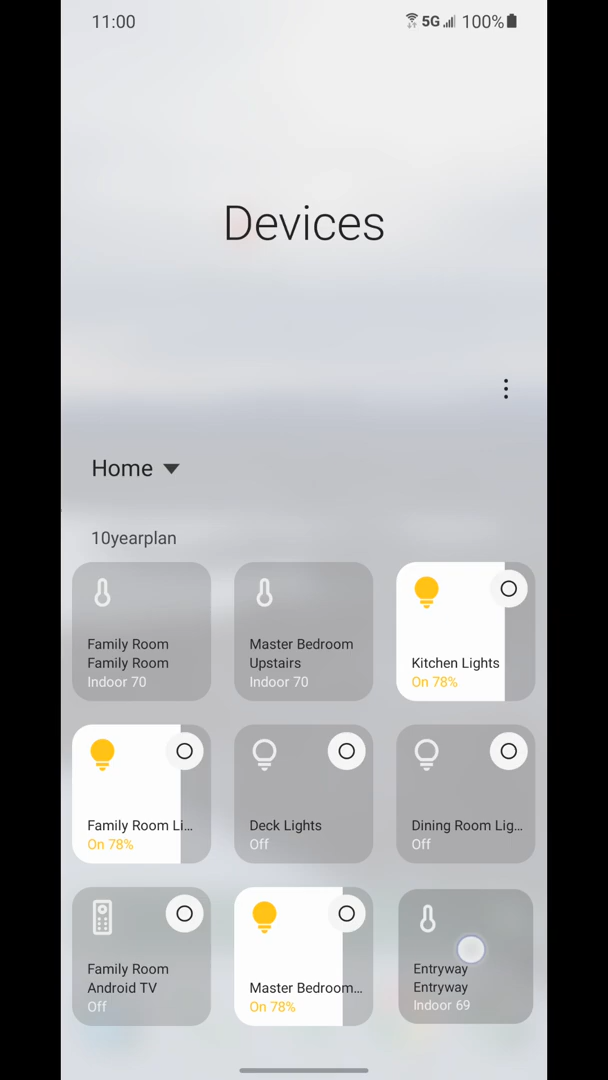 11:00
5G 100%
Devices
Home
10yearplan
Family Room
Family Room
Indoor 70
Master Bedroom
Upstairs
Indoor 70
Kitchen Lights
On 78%
Family Room Li...
On 78%
Deck Lights
Off
Dining Room Lig...
Off
Family Room
Android TV
Off
Master Bedroom...
On 78%
Entryway
Entryway
Indoor 69